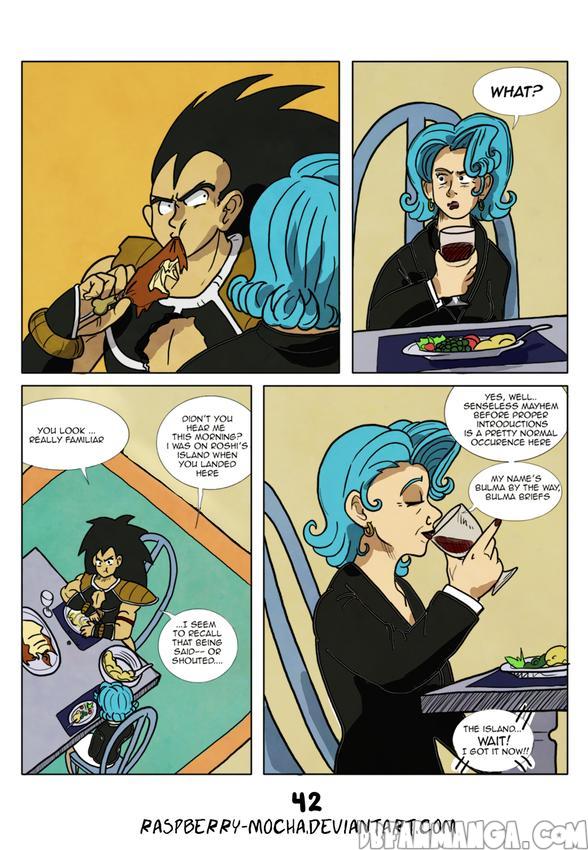 WHAT?
YOU LOOK ...
REALLY FAMILIAR
DIDN'T YOU
HEAR ME
THIS MORNING?
I WAS ON ROSHI'S
ISLAND WHEN
YOU LANDED
HERE
...I SEEM
TO RECALL
THAT BEING
SAID-- OR
SHOUTED....
YES, WELL..
SENSELESS MAYHEM
BEFORE PROPER
INTRODUCTIONS
IS A PRETTY NORMAL
OCCURENCE HERE
MY NAME'S
BULMA BY THE WAY,
BULMA BRIEFS
THE ISLAND...
WAIT!
I GOT IT NOW!!
42
RASPBERRY-MOCHA.DEVIANTART.COM
DBFANMANGA.COM